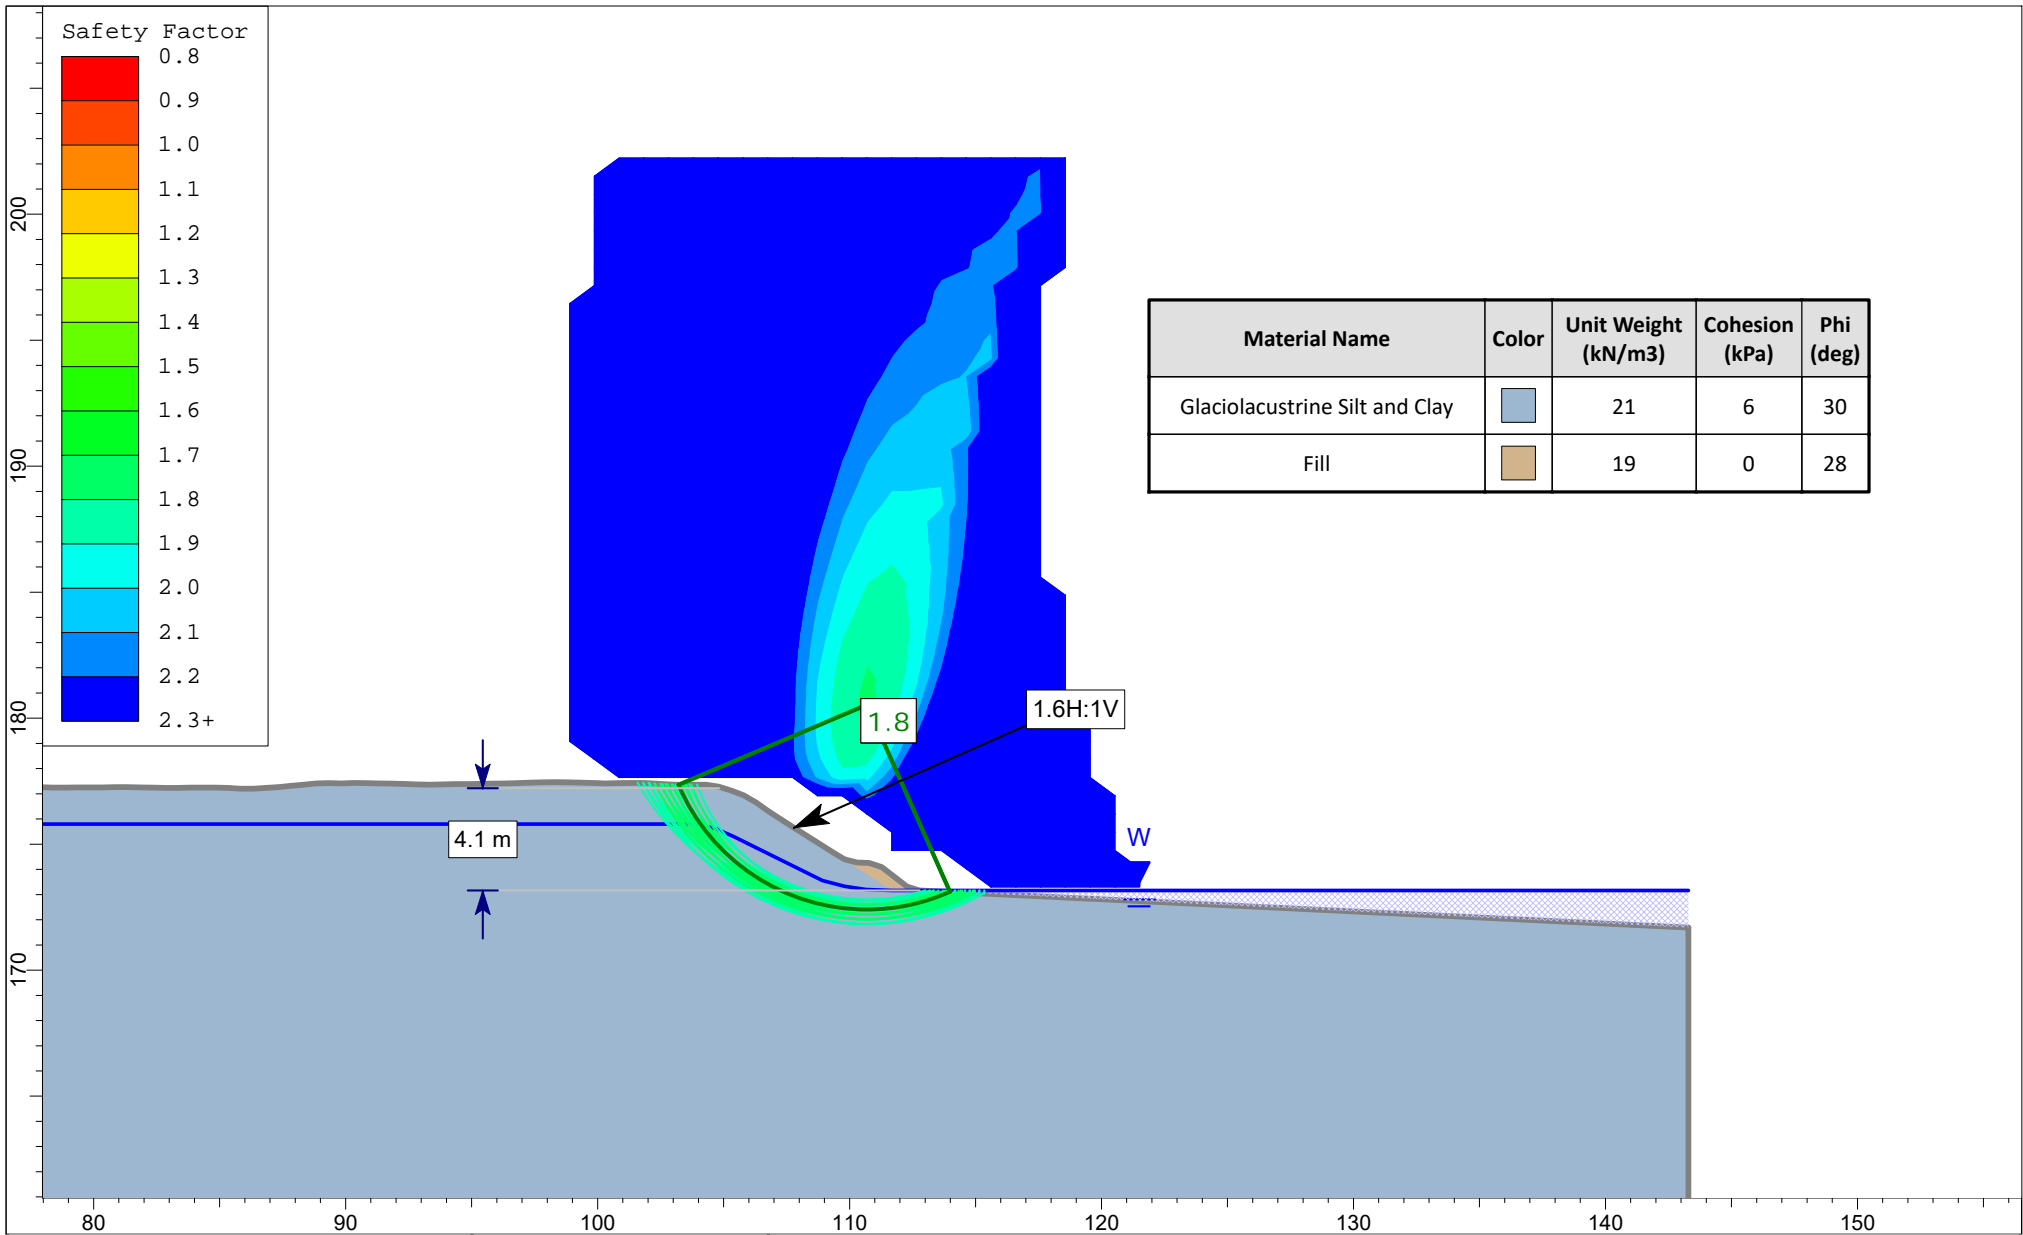 Safety Factor
0.8
0.9
1.0
1.1
1.2
1.3
1.4
1.5
1.6
1.7
1.8
1.9
2.0
2.1
2.2
2.3+
200
190
180
170
Material Name Color Unit Weight (kN/m3) Cohesion (kPa) Phi (deg)
Glaciolacustrine Silt and Clay 21 6 30
Fill 19 0 28
1.8
1.6H:1V
4.1 m
W
80 90 100 110 120 130 140 150